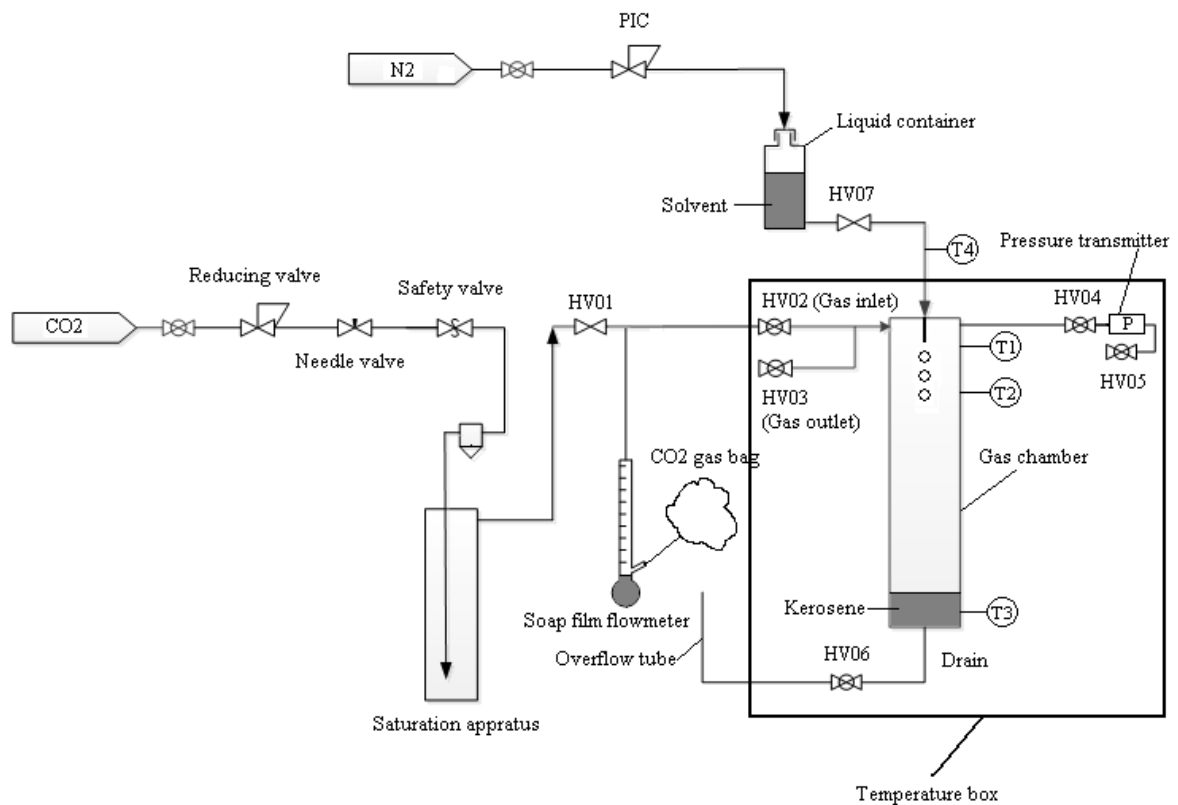 PIC
N2
Liquid container
HV07
Solvent
Pressure transmitter
T4
Reducing valve
Safety valve
HV01
HV02 (Gas inlet)
HV04
CO2
P
T1
Needle valve
HV03
(Gas outlet)
HV05
T2
CO2 gas bag
Gas chamber
Kerosene
T3
Soap film flowmeter
Overflow tube
HV06
Drain
Saturation appratus
Temperature box